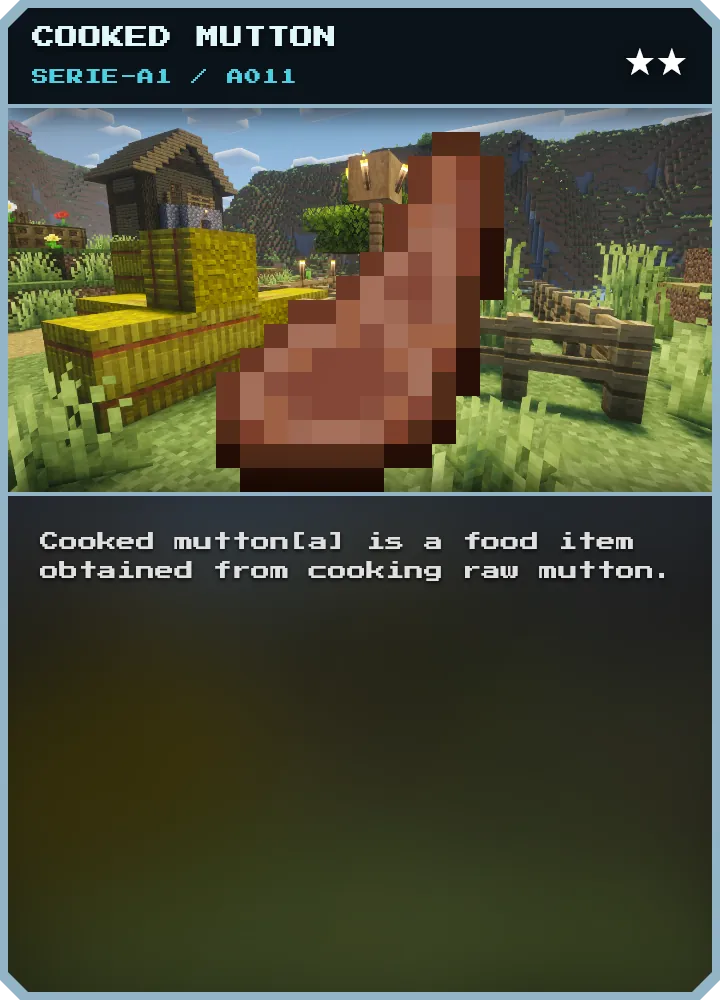 COOKED MUTTON
SERIE-A1 / A011
★★
Cooked mutton[a] is a food item
obtained from cooking raw mutton.